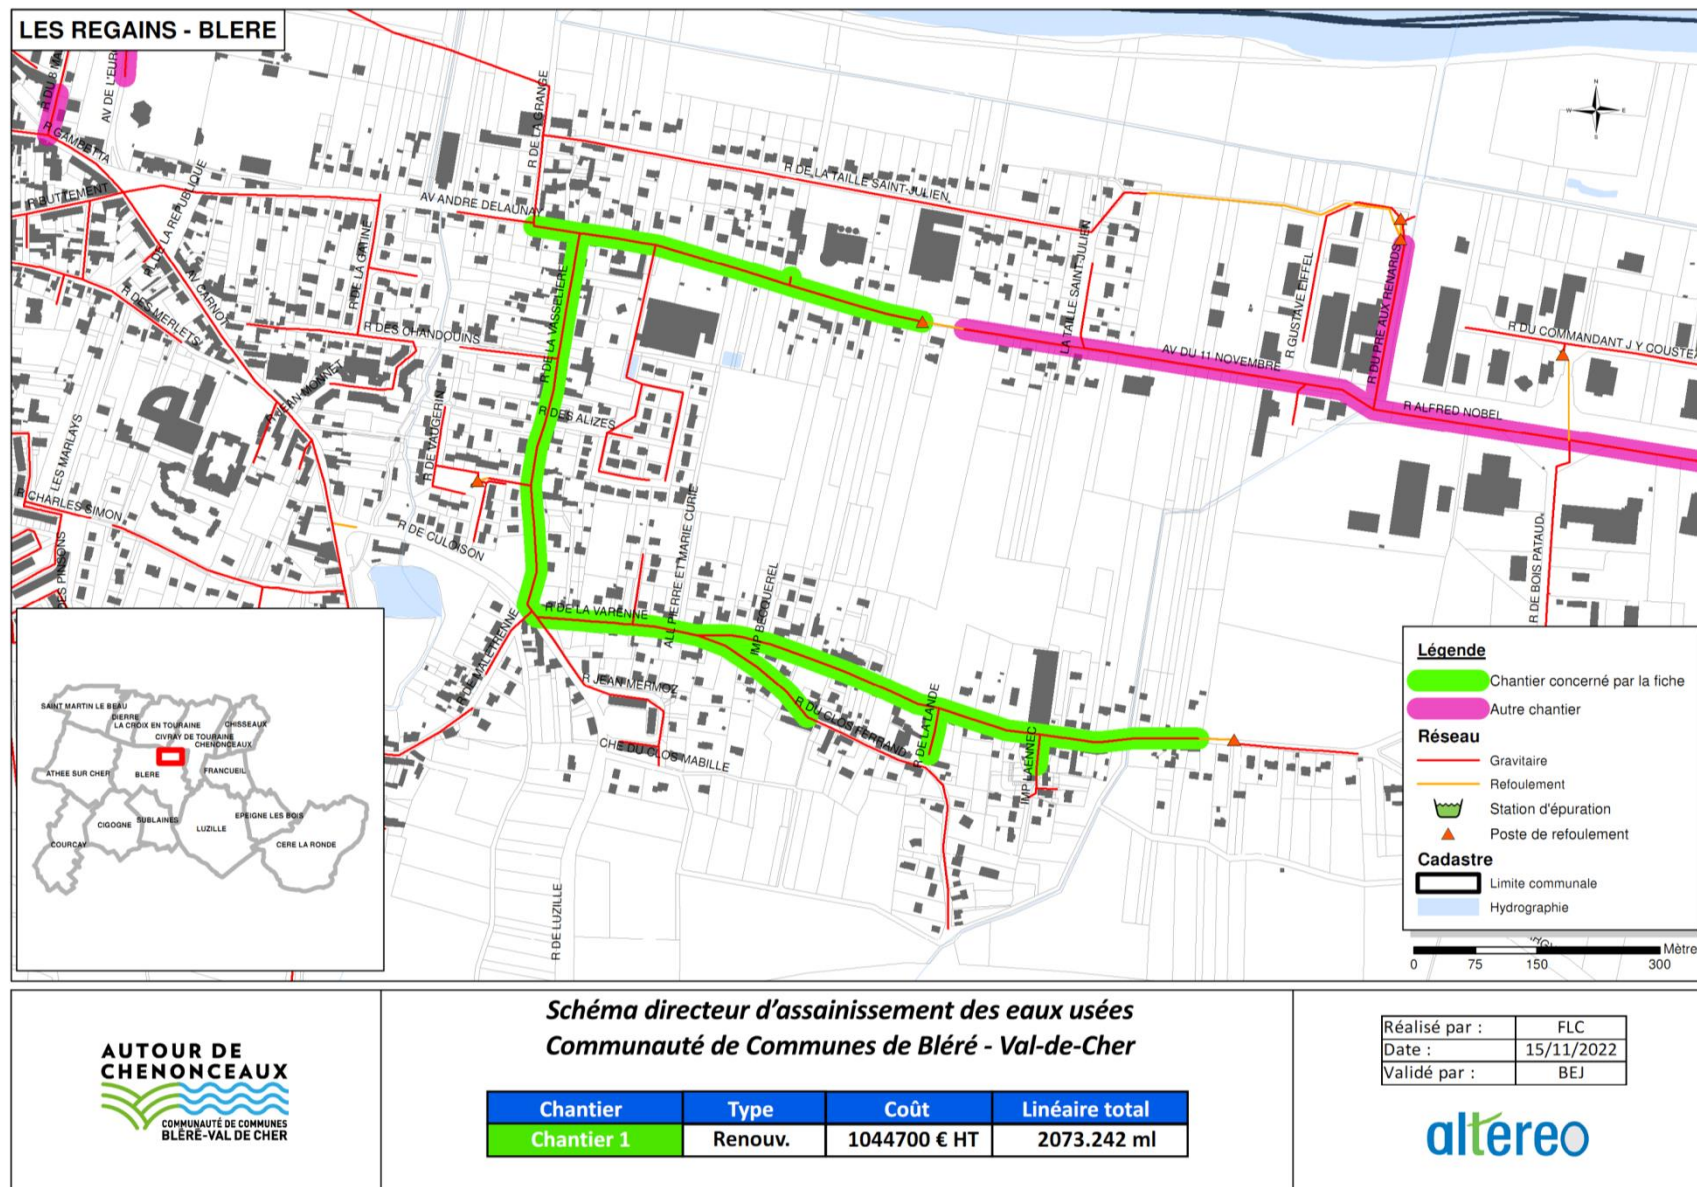 LES REGAINS - BLERE
R DU 8 MA
AV DE L'EUR
R GAMBETTA
R BUTTEMENT
PL DE LA REPUBLIQUE
AV CARNOT
R DES MERLETS
R DE LA GATINE
R DES CHANDOUINS
R JEAN MONNET
LES MARLAYS
R CHARLES SIMON
DES PINSONS
R DE VAUGERIN
R DE CULOISON
AV ANDRE DELAUNAY
R DE LA GRANGE
R DE LA VASSELIERE
R DES ALIZES
R DE LA TAILLE SAINT-JULIEN
LA TAILLE SAINT-JULIEN
AV DU 11 NOVEMBRE
R GUSTAVE EIFFEL
R DU PRE AUX RENARDS
R DU COMMANDANT J Y COUSTEA
R ALFRED NOBEL
R DE BOIS PATAUD
ALL PIERRE ET MARIE CURIE
IMP BECQUEREL
R DE LA VARENNE
R DE MALETRENNE
R JEAN MERMOZ
CHE DU CLOS MABILLE
R DU CLOS FERRAND
R DE LA LANDE
IMP LAENNEC
R DE LUZILLE
N
W E
S
SAINT MARTIN LE BEAU
DIERRE
LA CROIX EN TOURAINE
CHISSEAUX
CIVRAY DE TOURAINE
CHENONCEAUX
ATHEE SUR CHER
BLERE
FRANCUEIL
CIGOGNE
SUBLAINES
LUZILLE
EPEIGNE LES BOIS
COURCAY
CERE LA RONDE
Légende
Chantier concerné par la fiche
Autre chantier
Réseau
Gravitaire
Refoulement
Station d'épuration
Poste de refoulement
Cadastre
Limite communale
Hydrographie
Mètre
0 75 150 300
AUTOUR DE
CHENONCEAUX
COMMUNAUTÉ DE COMMUNES
BLÉRÉ-VAL DE CHER
Schéma directeur d'assainissement des eaux usées
Communauté de Communes de Bléré - Val-de-Cher
Chantier Type Coût Linéaire total
Chantier 1 Renouv. 1044700 € HT 2073.242 ml
Réalisé par : FLC
Date : 15/11/2022
Validé par : BEJ
altereo